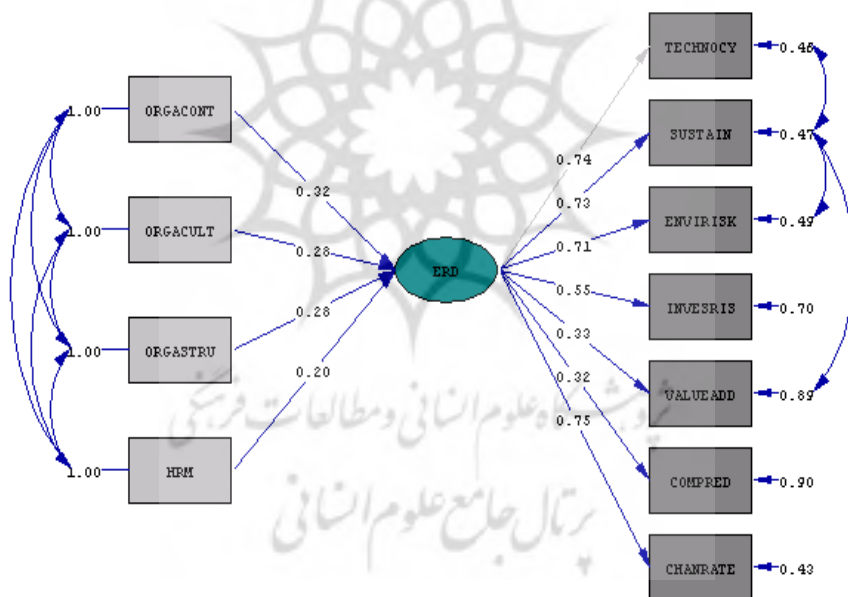 TECHNOCY
0.45
1.00
ORGACONT
SUSTAIN
0.47
0.74
0.32
0.73
1.00
ORGACULT
ENVIRISK
0.49
0.28
0.71
ERD
0.55
INVESRIS
0.70
0.28
0.33
1.00
ORGASTRU
0.20
0.32
VALUEADD
0.89
0.75
پژوهشگاه علوم انسانی و مطالعات فرهنگی
1.00
HRM
COMPRED
0.90
پرتال جامع علوم انسانی
CHANRATE
0.43